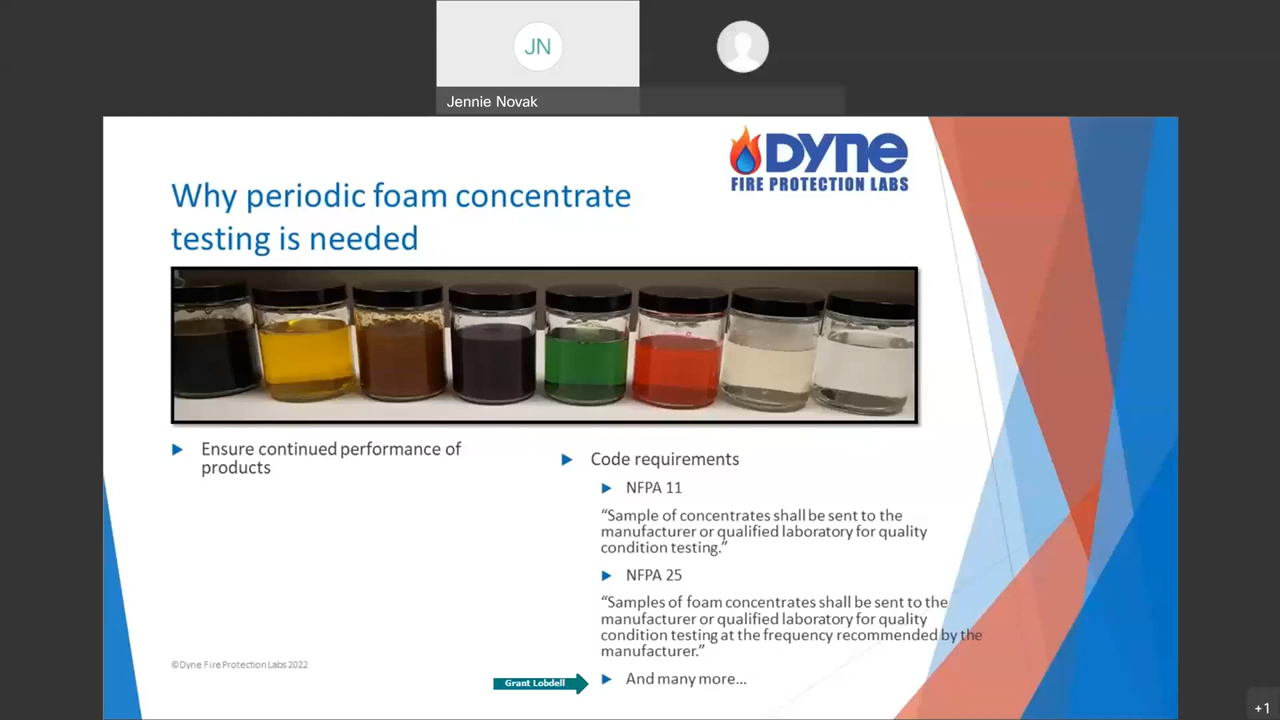 JN
Jennie Novak
DYNE
FIRE PROTECTION LABS
Why periodic foam concentrate
testing is needed
Ensure continued performance of
products
Code requirements
NFPA 11
“Sample of concentrates shall be sent to the
manufacturer or qualified laboratory for quality
condition testing.”
NFPA 25
“Samples of foam concentrates shall be sent to the
manufacturer or qualified laboratory for quality
condition testing at the frequency recommended by the
manufacturer.”
And many more...
©Dyne Fire Protection Labs 2022
Grant Lobdell
+1